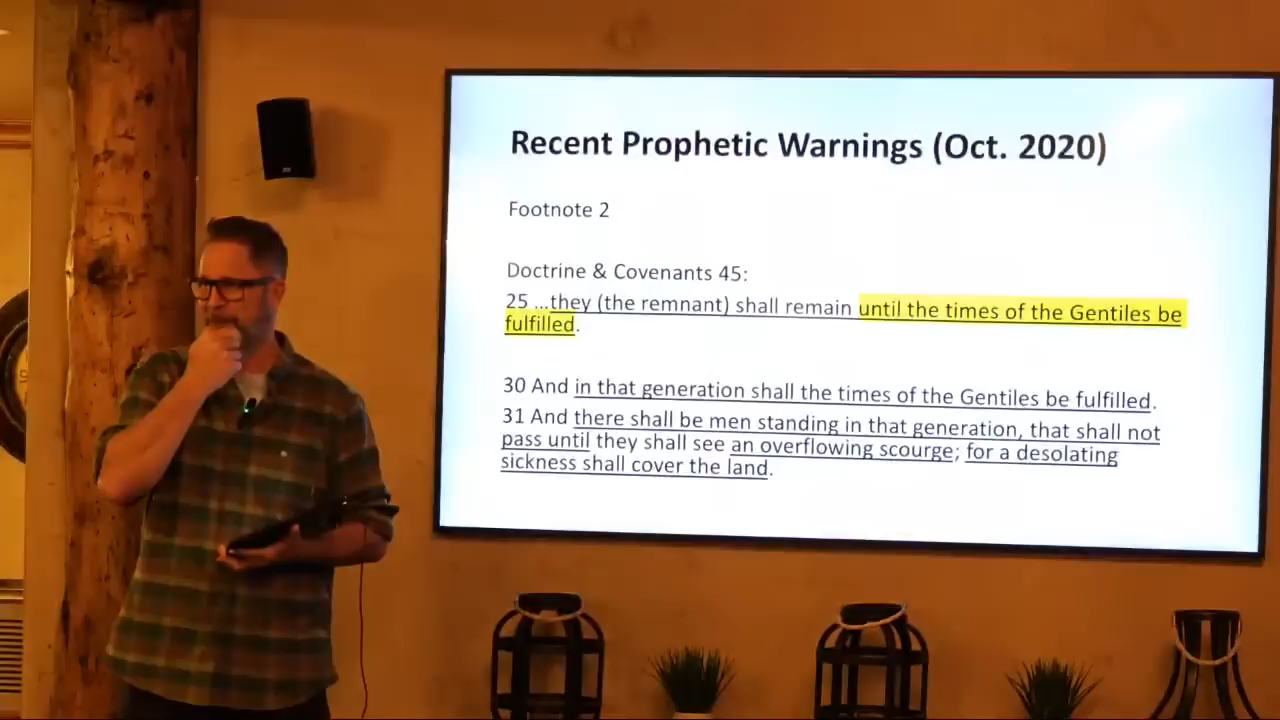 Recent Prophetic Warnings (Oct. 2020)
Footnote 2
Doctrine & Covenants 45:
25 ...they (the remnant) shall remain until the times of the Gentiles be
fulfilled.
30 And in that generation shall the times of the Gentiles be fulfilled.
31 And there shall be men standing in that generation, that shall not
pass until they shall see an overflowing scourge; for a desolating
sickness shall cover the land.